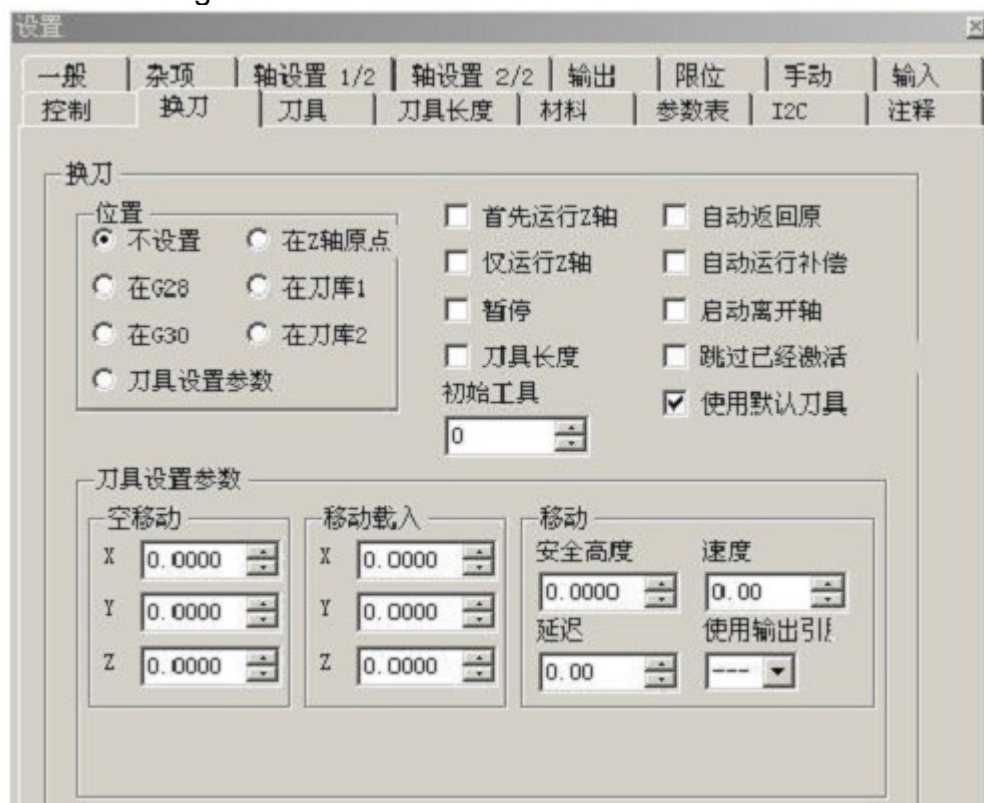 设置
一般 杂项 轴设置 1/2 轴设置 2/2 输出 限位 手动 输入
控制 换刀 刀具 刀具长度 材料 参数表 I2C 注释
换刀
位置
不设置 在Z轴原点
在G28 在刀库1
在G30 在刀库2
刀具设置参数
首先运行Z轴 自动返回原
仅运行Z轴 自动运行补偿
暂停 启动离开轴
刀具长度 跳过已经激活
初始工具 使用默认刀具
0
刀具设置参数
空移动 移动载入 移动
X 0.0000 X 0.0000 安全高度 速度
0.0000 0.00
Y 0.0000 Y 0.0000 延迟 使用输出引
Z 0.0000 Z 0.0000 0.00 ---